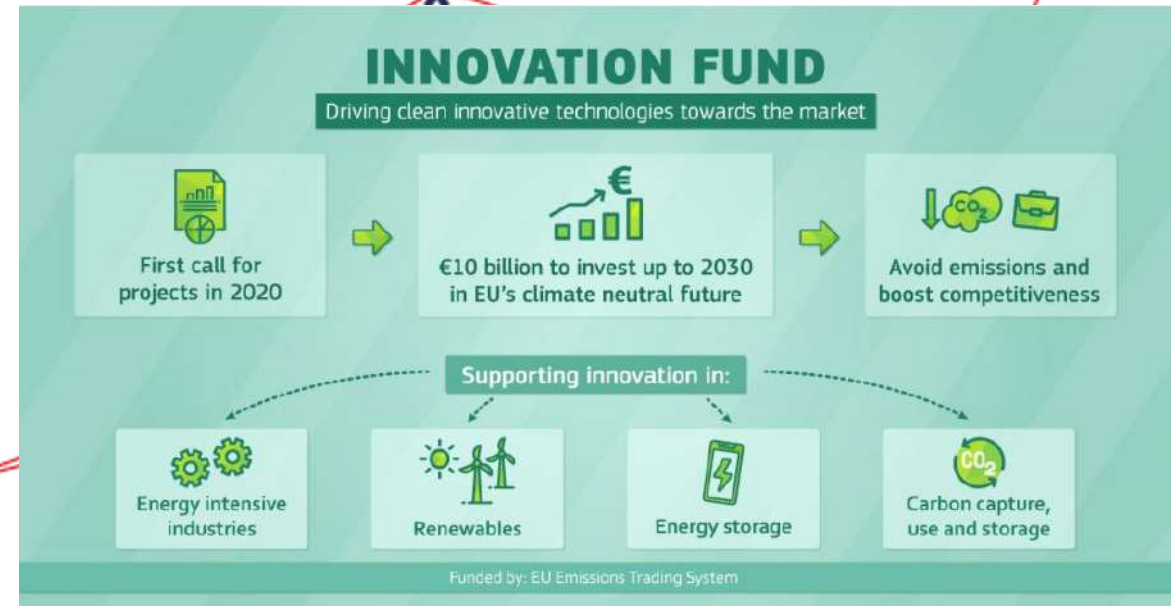 INNOVATION FUND
Driving clean innovative technologies towards the market
First call for
projects in 2020
€
€10 billion to invest up to 2030
in EU's climate neutral future
CO2
Avoid emissions and
boost competitiveness
Supporting innovation in:
Energy intensive
industries
Renewables
Energy storage
CO2
Carbon capture,
use and storage
Funded by: EU Emissions Trading System